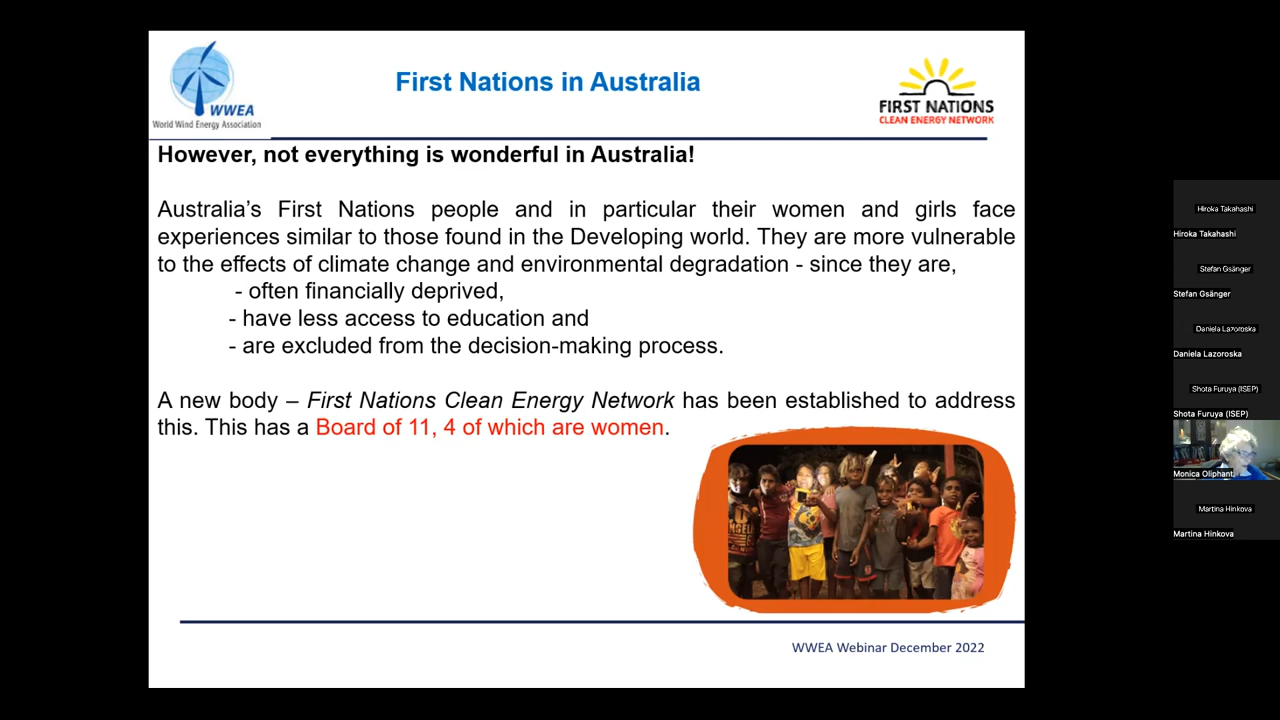 First Nations in Australia
WWEA
World Wind Energy Association
FIRST NATIONS
CLEAN ENERGY NETWORK
However, not everything is wonderful in Australia!
Australia's First Nations people and in particular their women and girls face
experiences similar to those found in the Developing world. They are more vulnerable
to the effects of climate change and environmental degradation - since they are,
- often financially deprived,
- have less access to education and
- are excluded from the decision-making process.
A new body – First Nations Clean Energy Network has been established to address
this. This has a Board of 11, 4 of which are women.
WWEA Webinar December 2022
Hiroka Takahashi
Hiroka Takahashi
Stefan Gsänger
Stefan Gsänger
Daniela Lazoroska
Daniela Lazoroska
Shota Furuya (ISEP)
Shota Furuya (ISEP)
Monica Oliphant
Martina Hinkova
Martina Hinkova